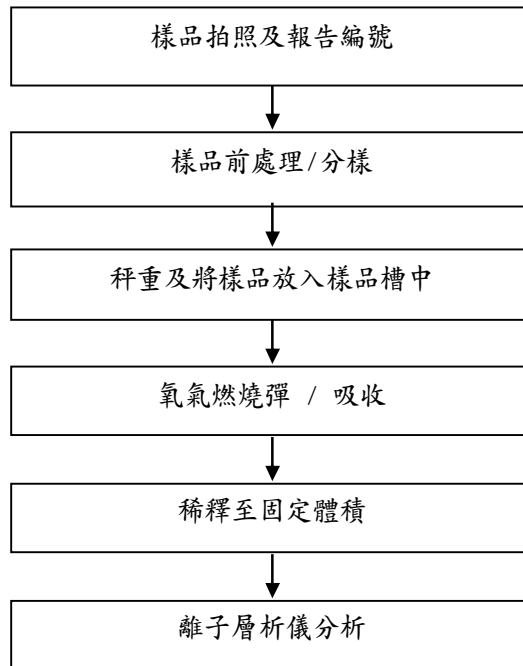 樣品拍照及報告編號
樣品前處理/分樣
秤重及將樣品放入樣品槽中
氧氣燃燒彈 / 吸收
稀釋至固定體積
離子層析儀分析